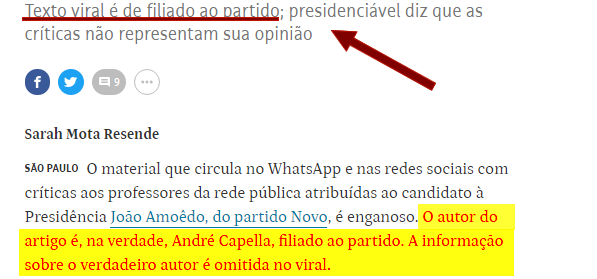 Texto viral é de filiado ao partido; presidenciável diz que as
críticas não representam sua opinião
9
Sarah Mota Resende
SÃO PAULO O material que circula no WhatsApp e nas redes sociais com
críticas aos professores da rede pública atribuídas ao candidato à
Presidência João Amoêdo, do partido Novo, é enganoso. O autor do
artigo é, na verdade, André Capella, filiado ao partido. A informação
sobre o verdadeiro autor é omitida no viral.